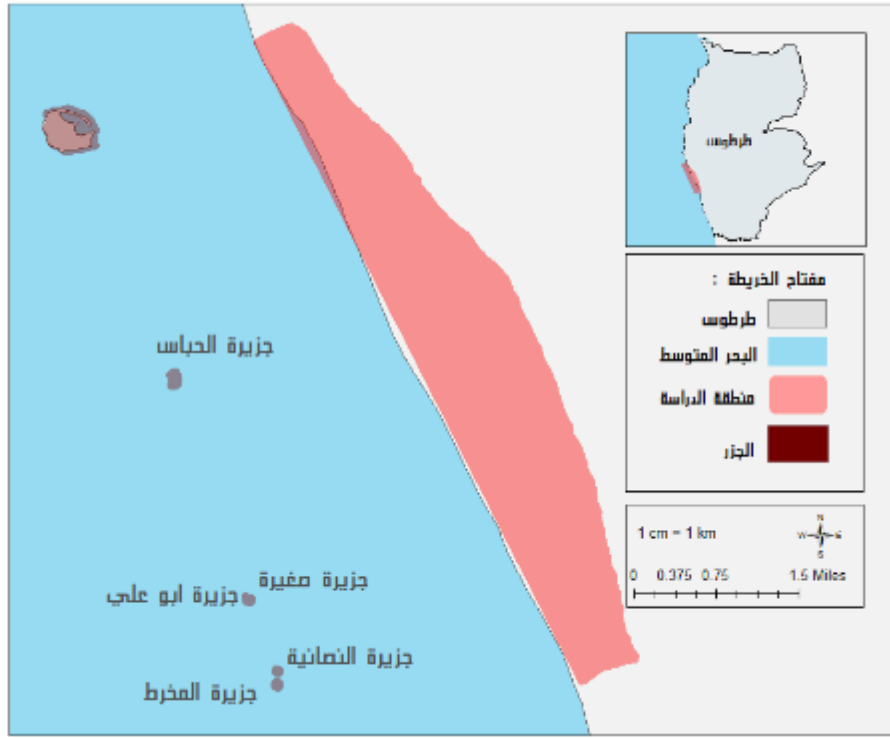 طرطوس
مفتاح الخريطة :
طرطوس
البحر المتوسط
منطقة الدراسة
الجزر
جزيرة الحباس
جزيرة صغيرة
جزيرة ابو علي
جزيرة النصانية
جزيرة المخرط
1 cm = 1 km
N
W E
S
0 0.375 0.75 1.5 Miles